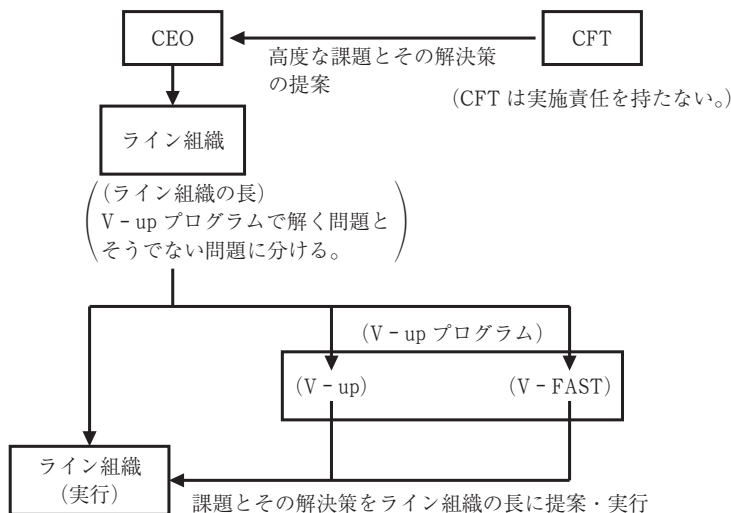 CEO
CFT
高度な課題とその解決策
の提案
（CFT は実施責任を持たない。）
ライン組織
（ライン組織の長）
V‐up プログラムで解く問題と
そうでない問題に分ける。
（V‐up プログラム）
（V‐up）
（V‐FAST）
ライン組織
（実行）
課題とその解決策をライン組織の長に提案・実行